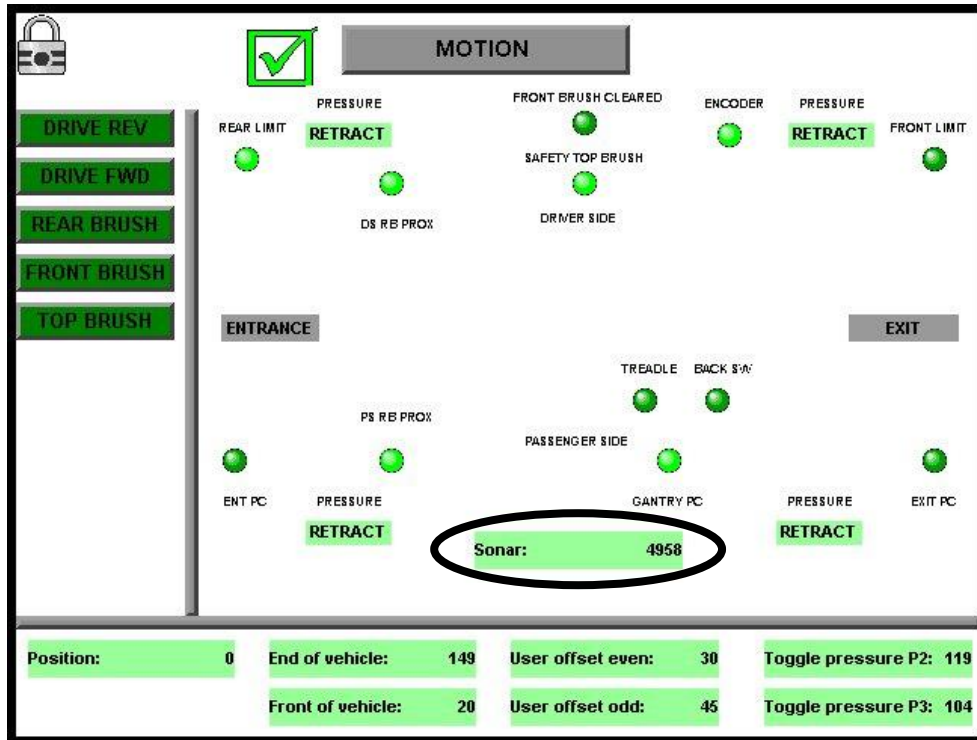 MOTION
DRIVE REV
DRIVE FWD
REAR BRUSH
FRONT BRUSH
TOP BRUSH
PRESSURE
FRONT BRUSH CLEARED
ENCODER
PRESSURE
REAR LIMIT
RETRACT
RETRACT
FRONT LIMIT
SAFETY TOP BRUSH
DS RB PROX
DRIVER SIDE
ENTRANCE
EXIT
TREADLE
BACK SW
PS RB PROX
PASSENGER SIDE
ENT PC
PRESSURE
GANTRY PC
PRESSURE
EXIT PC
RETRACT
Sonar: 4958
RETRACT
Position: 0
End of vehicle: 149
User offset even: 30
Toggle pressure P2: 119
Front of vehicle: 20
User offset odd: 45
Toggle pressure P3: 104